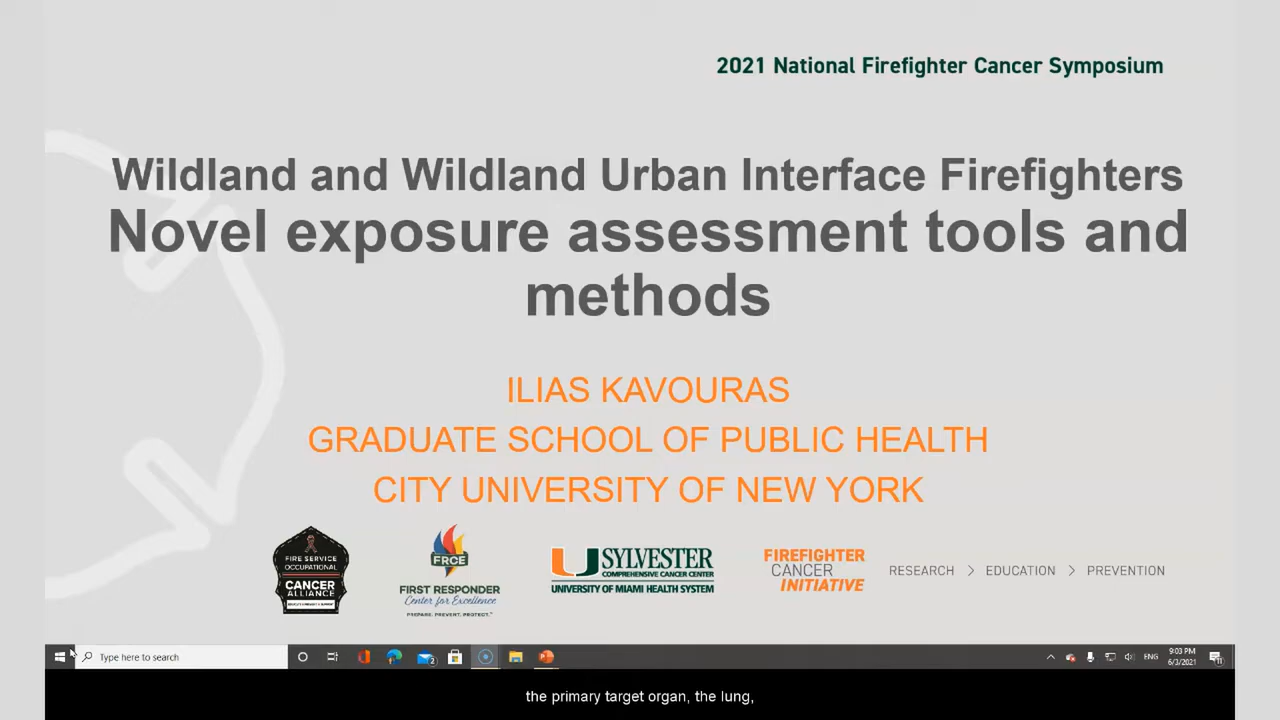 2021 National Firefighter Cancer Symposium
Wildland and Wildland Urban Interface Firefighters
Novel exposure assessment tools and
methods
ILIAS KAVOURAS
GRADUATE SCHOOL OF PUBLIC HEALTH
CITY UNIVERSITY OF NEW YORK
FIRE SERVICE
OCCUPATIONAL
CANCER
ALLIANCE
FRCE
FIRST RESPONDER
Center for Excellence
PREPARE. PREVENT. PROTECT.™
SYLVESTER
COMPREHENSIVE CANCER CENTER
UNIVERSITY OF MIAMI HEALTH SYSTEM
FIREFIGHTER
CANCER
INITIATIVE
RESEARCH > EDUCATION > PREVENTION
Type here to search
2
ENG
9:03 PM
6/3/2021
the primary target organ, the lung,